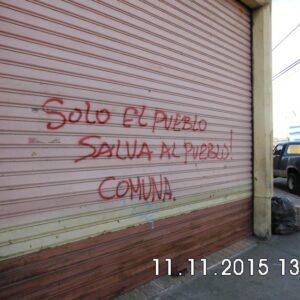 SOLO EL PUEBLO
SALVA AL PUEBLO!
COMUNA.
11.11.2015 13